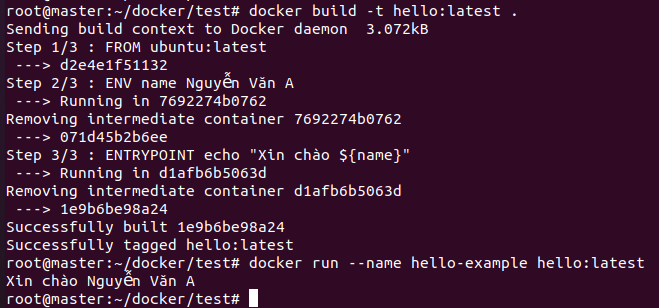 root@master:~/docker/test# docker build -t hello:latest .
Sending build context to Docker daemon  3.072kB
Step 1/3 : FROM ubuntu:latest
 ---> d2e4e1f51132
Step 2/3 : ENV name Nguyễn Văn A
 ---> Running in 7692274b0762
Removing intermediate container 7692274b0762
 ---> 071d45b2b6ee
Step 3/3 : ENTRYPOINT echo "Xin chào ${name}"
 ---> Running in d1afb6b5063d
Removing intermediate container d1afb6b5063d
 ---> 1e9b6be98a24
Successfully built 1e9b6be98a24
Successfully tagged hello:latest
root@master:~/docker/test# docker run --name hello-example hello:latest
Xin chào Nguyễn Văn A
root@master:~/docker/test#